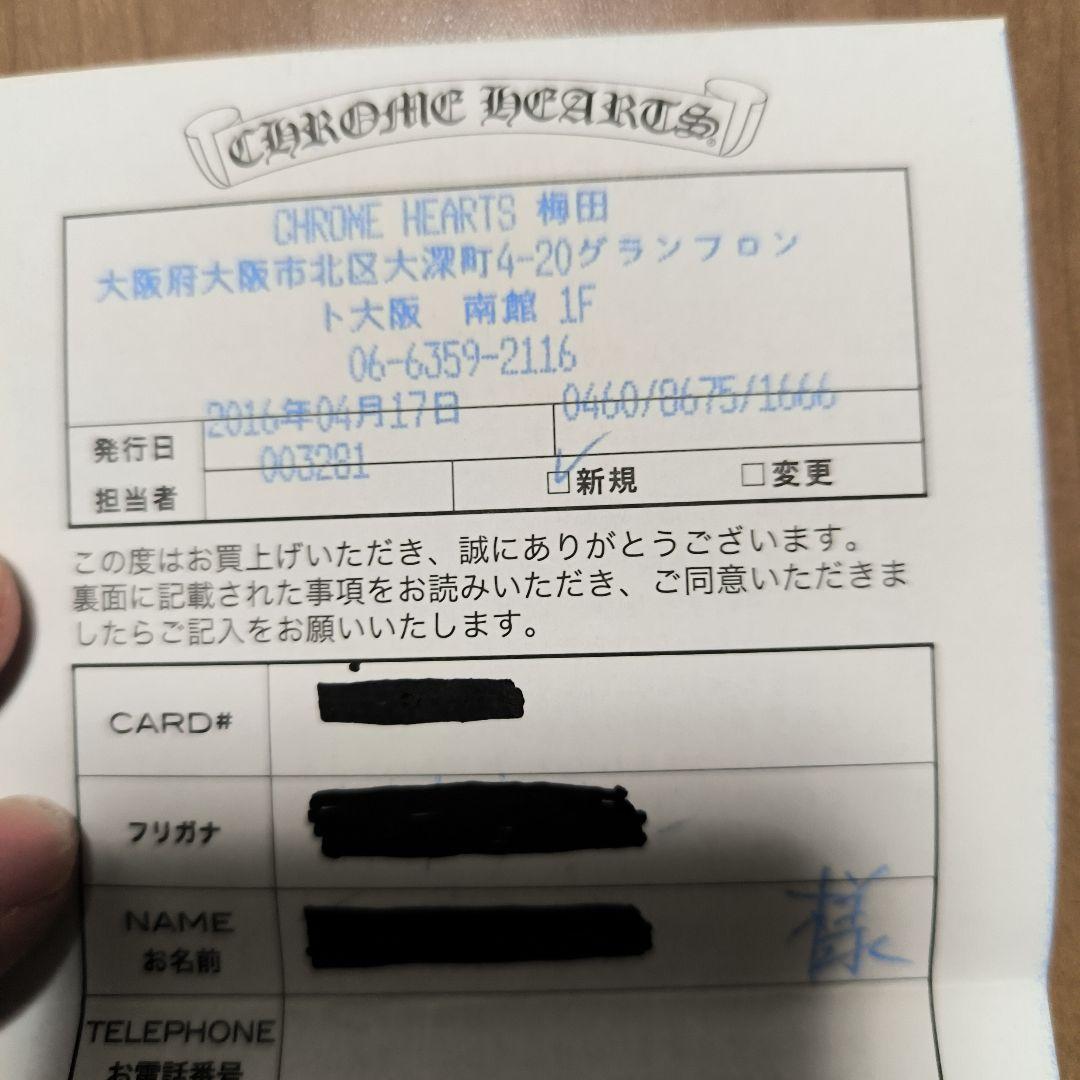 CHROME HEARTS®
CHROME HEARTS 梅田
大阪府大阪市北区大深町4-20グランフロン
ト大阪 南館 1F
06-6359-2116
発行日 2016年04月17日 0460/8675/1666
担当者 003281 新規 変更
この度はお買上げいただき、誠にありがとうございます。
裏面に記載された事項をお読みいただき、ご同意いただきま
したらご記入をお願いいたします。
CARD#
フリガナ
NAME
お名前
様
TELEPHONE
お電話番号